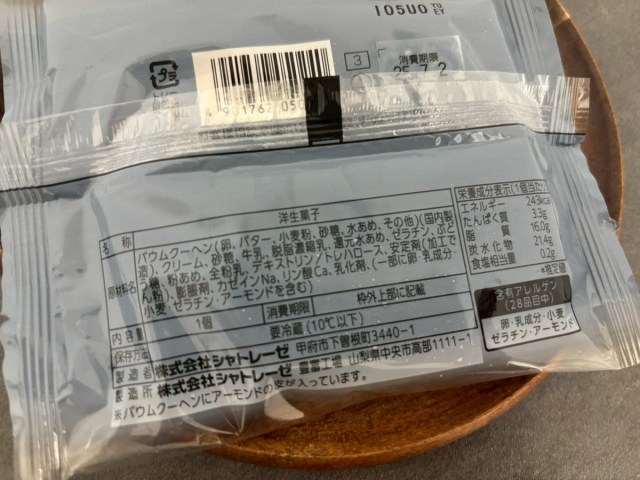 IOSUO YU EY
プラ
3
消費期限
25.7.2
4 901762 050
名称 洋生菓子
原材料名 バウムクーヘン(卵、バター、小麦粉、砂糖、水あめ、その他)(国内製
造)、クリーム、砂糖、牛乳、脱脂濃縮乳、還元水あめ、ゼラチン、ぶど
う糖、粉あめ、全粉乳、デキストリン/トレハロース、安定剤(加工で
ん粉)、膨脹剤、カゼインNa、リン酸Ca、乳化剤、(一部に卵・乳成分・
小麦・ゼラチン・アーモンドを含む)
内容量 1個 消費期限 枠外上部に記載
保存方法 要冷蔵(10℃以下)
製造者 株式会社シャトレーゼ 甲府市下曽根町3440-1
製造所 株式会社シャトレーゼ 豊富工場 山梨県中央市高部1111-1
※バウムクーヘンにアーモンドの皮が入っています。
栄養成分表示(1個当た
エネルギー 243kcal
たんぱく質 3.3g
脂質 16.0g
炭水化物 21.4g
食塩相当量 0.2g
*推定値
含有アレルゲン
(28品目中)
卵・乳成分・小麦
ゼラチン・アーモンド